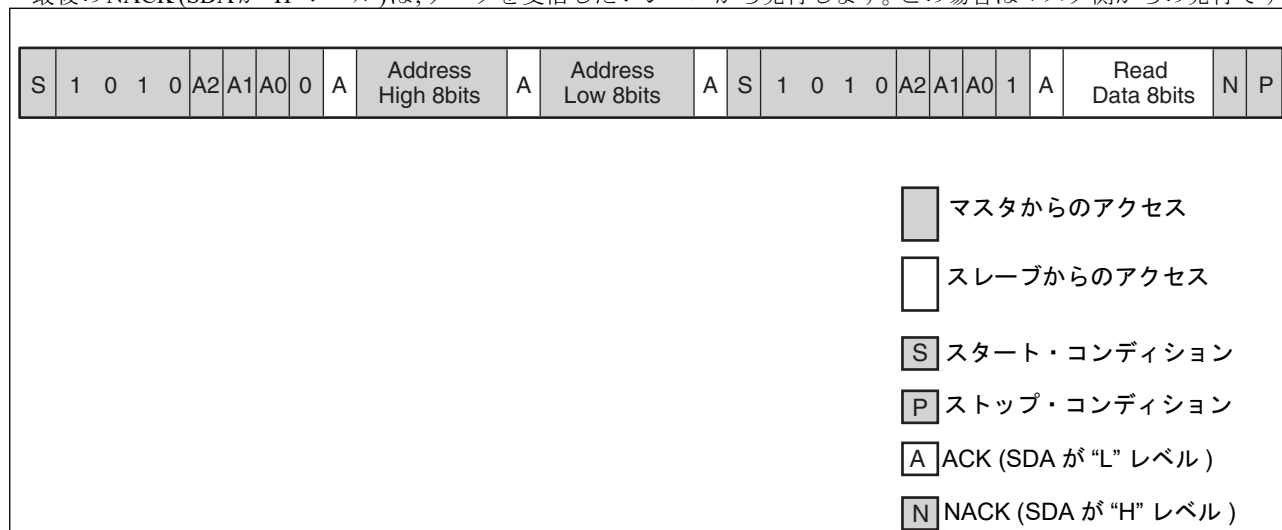 最後のNACK (SDAが "H" レベル)は, データを受信した
から発行します。この場合はマスタ側からの発行です
S 1 0 1 0 A2 A1 A0 0 A Address High 8bits A Address Low 8bits A S 1 0 1 0 A2 A1 A0 1 A Read Data 8bits N P
マスタからのアクセス
スレーブからのアクセス
S スタート・コンディション
P ストップ・コンディション
A ACK (SDA が “L” レベル )
N NACK (SDA が “H” レベル )